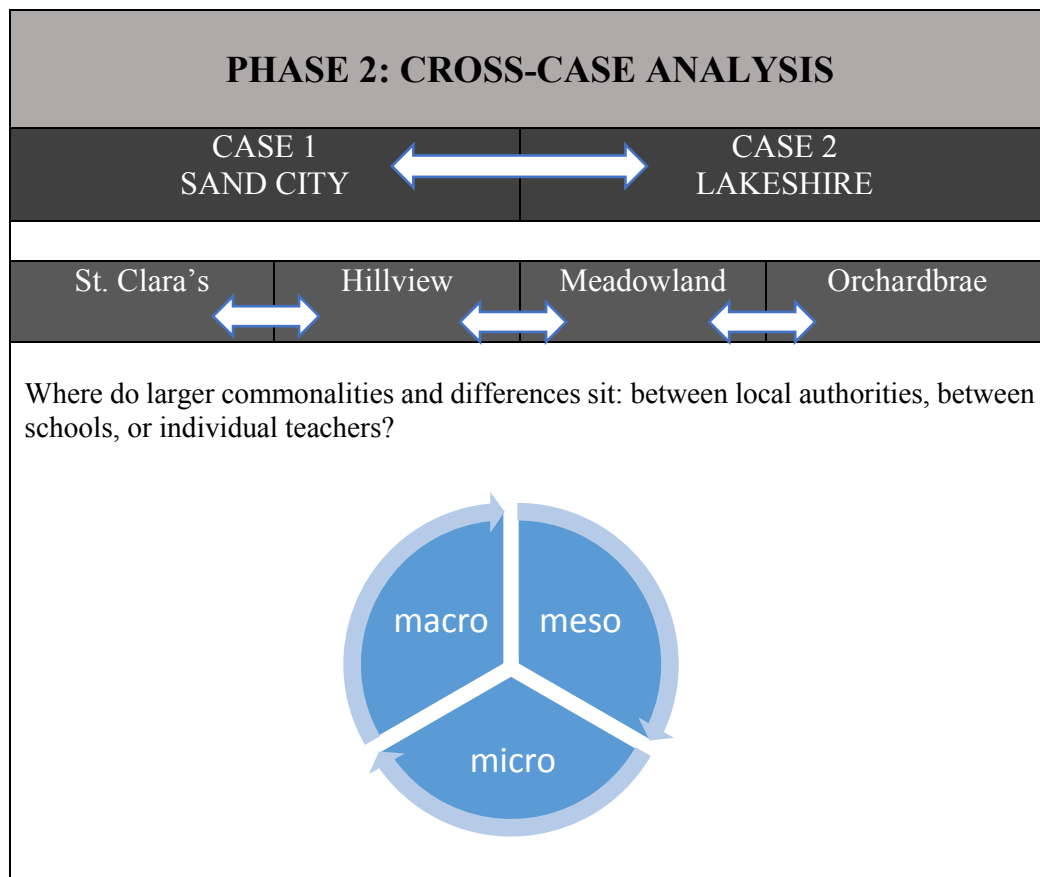 PHASE 2: CROSS-CASE ANALYSIS
CASE 1
SAND CITY
CASE 2
LAKESHIRE
St. Clara’s
Hillview
Meadowland
Orchardbrae
Where do larger commonalities and differences sit: between local authorities, between
schools, or individual teachers?
macro
meso
micro